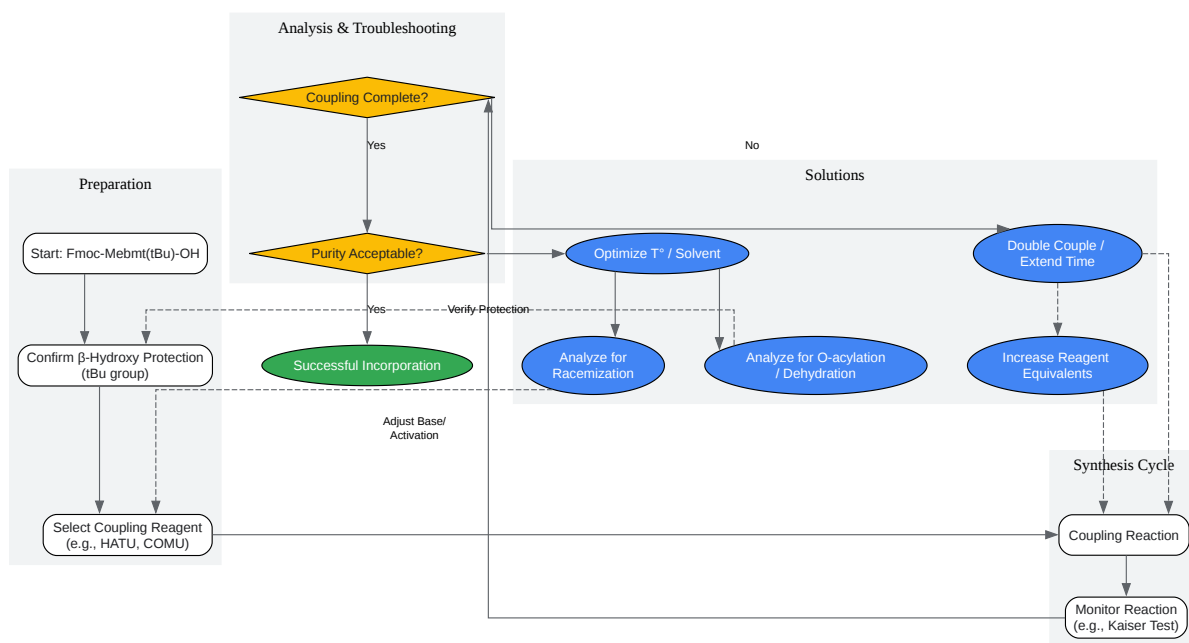 Analysis & Troubleshooting
Coupling Complete?
Yes
No
Preparation
Solutions
Start: Fmoc-Mebmt(tBu)-OH
Purity Acceptable?
Optimize T° / Solvent
Double Couple /
Extend Time
Yes
Verify Protection
Confirm β-Hydroxy Protection
(tBu group)
Successful Incorporation
Analyze for
Racemization
Analyze for O-acylation
/ Dehydration
Increase Reagent
Equivalents
Adjust Base/
Activation
Synthesis Cycle
Select Coupling Reagent
(e.g., HATU, COMU)
Coupling Reaction
Monitor Reaction
(e.g., Kaiser Test)